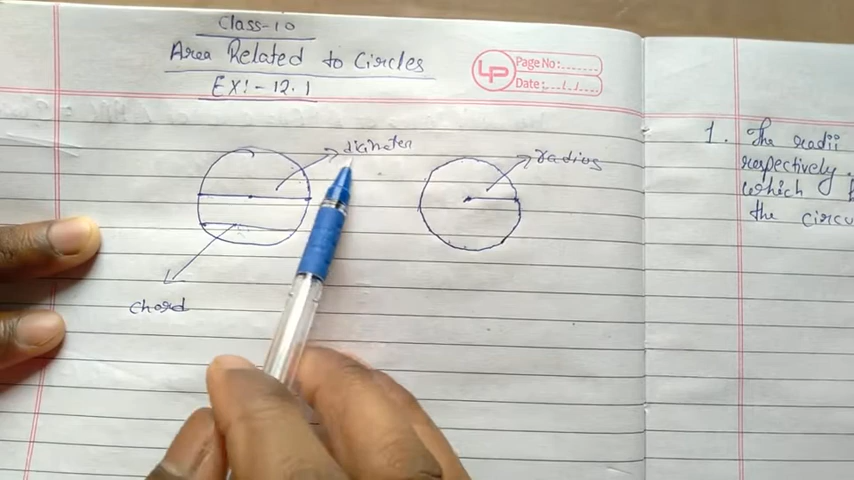 Class-10
Area Related to Circles
EX:-12.1
LP
Page No:
Date:
diameter
radius
chord
1. The radii
respectively.
which
the circu